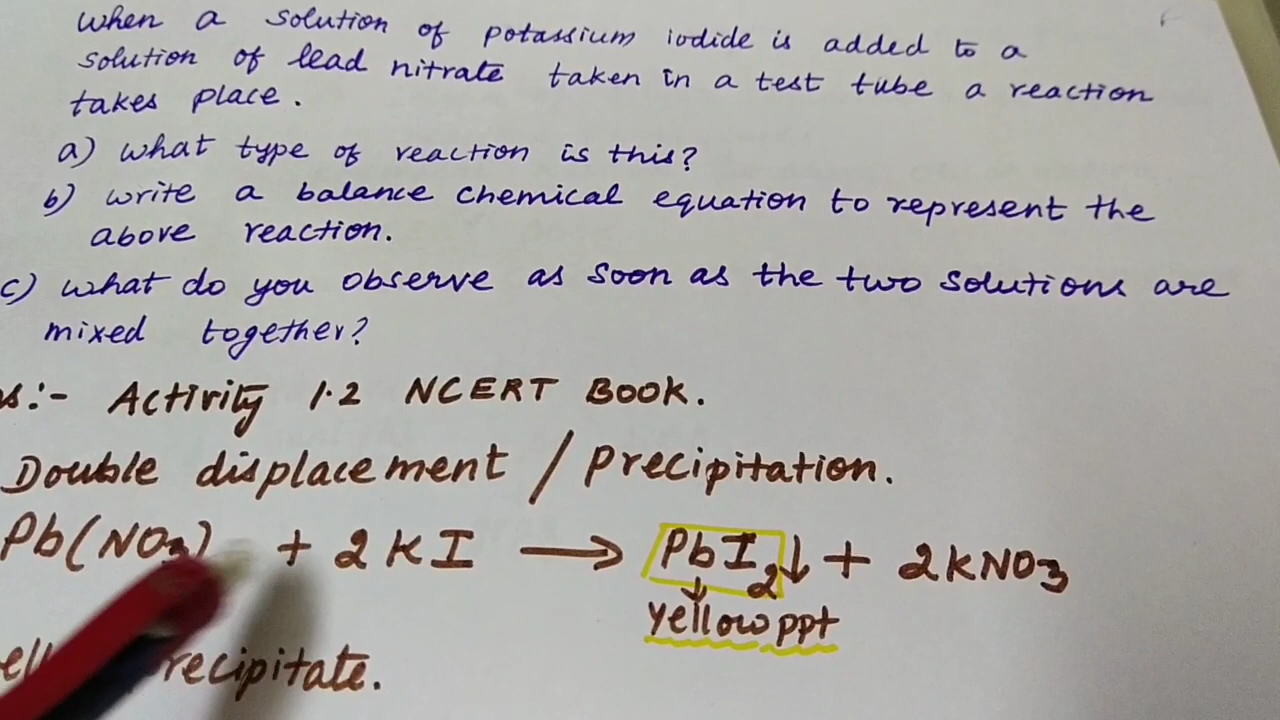 when a solution of potassium iodide is added to a
solution of lead nitrate taken in a test tube a reaction
takes place.
a) what type of reaction is this?
b) write a balance chemical equation to represent the
above reaction.
c) what do you observe as soon as the two solutions are
mixed together?
s:- Activity 1.2 NCERT BOOK.
Double displacement / Precipitation.
Pb(NO3) + 2KI → PbI2↓ + 2KNO3
yellow ppt
recipitate.